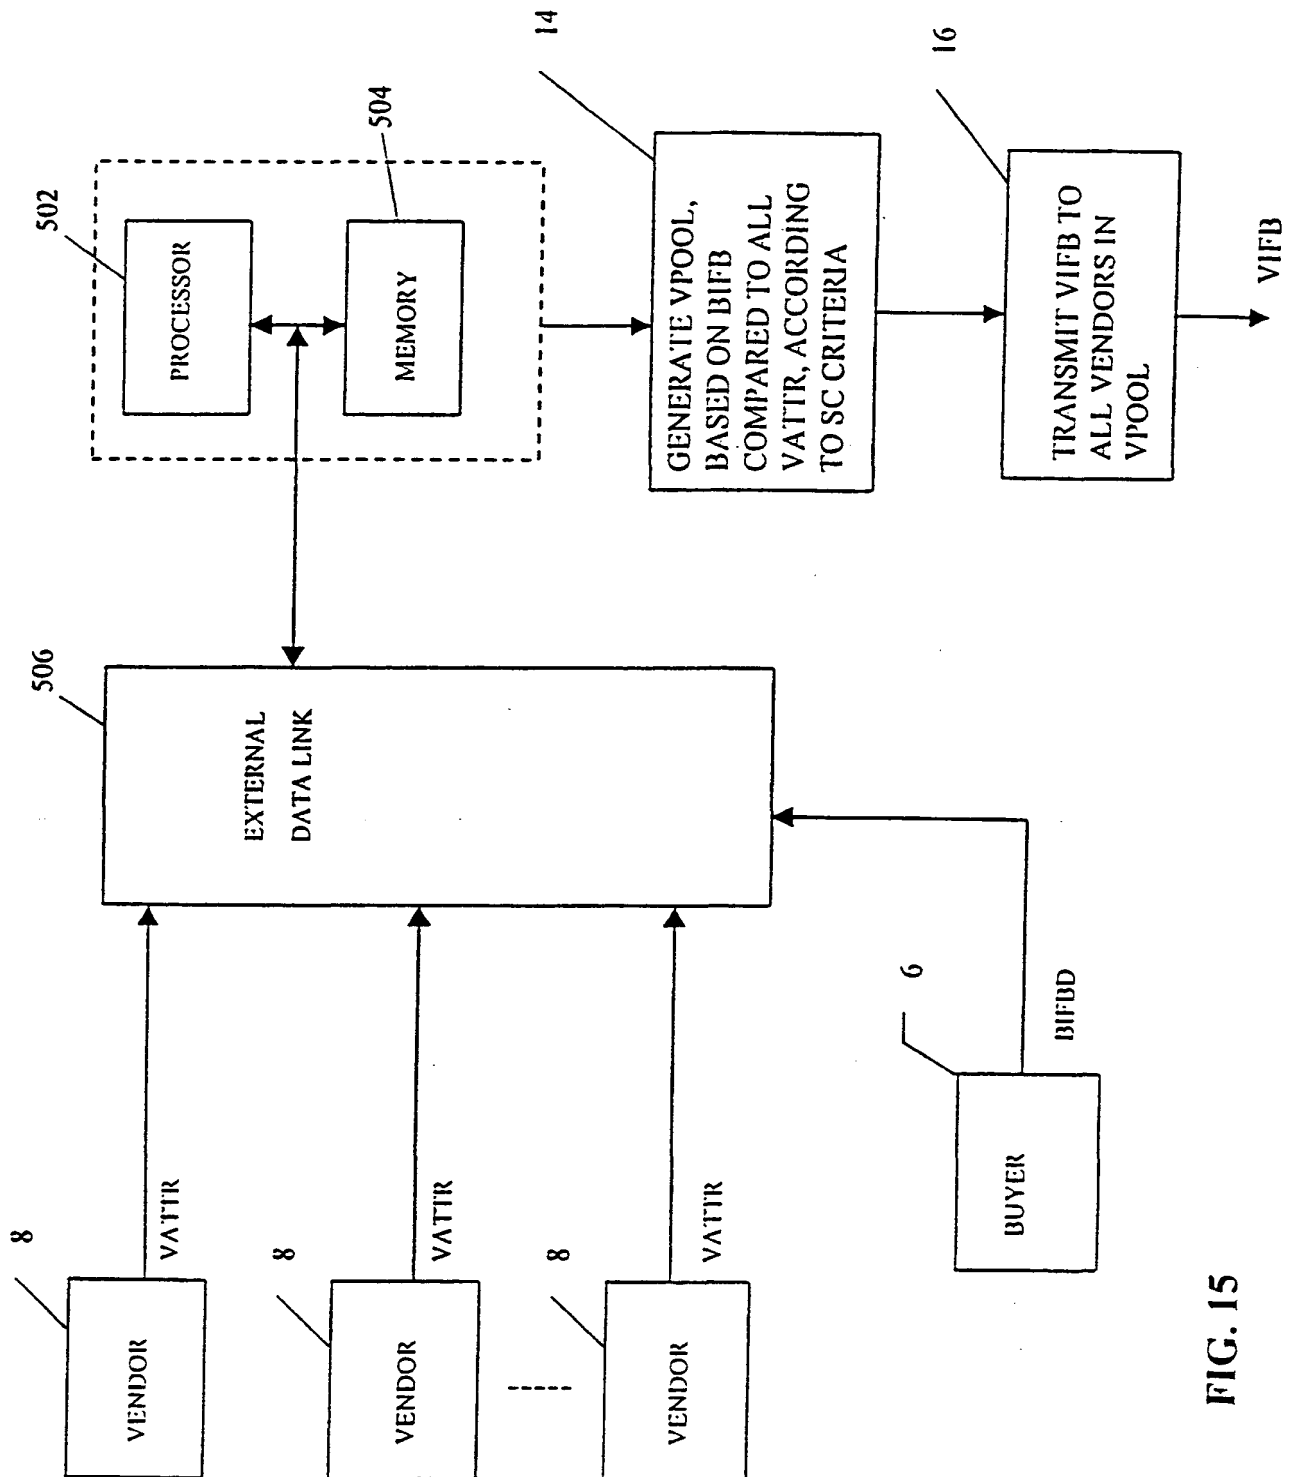 8
VENDOR
VATTR
8
VENDOR
VATTR
8
VENDOR
VATTR
6
BUYER
BIFBD
506
EXTERNAL
DATA LINK
502
PROCESSOR
504
MEMORY
14
GENERATE VPOOL,
BASED ON BIFB
COMPARED TO ALL
VATTR, ACCORDING
TO SC CRITERIA
16
TRANSMIT VIFB TO
ALL VENDORS IN
VPOOL
VIFB
FIG. 15